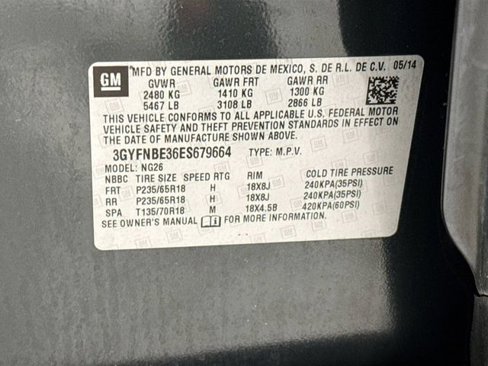 GM
MFD BY GENERAL MOTORS DE MEXICO, S. DE R.L. DE C.V. 05/14
GVWR GAWR FRT GAWR RR
2480 KG 1410 KG 1300 KG
5467 LB 3108 LB 2866 LB
THIS VEHICLE CONFORMS TO ALL APPLICABLE U.S. FEDERAL MOTOR
VEHICLE SAFETY AND THEFT PREVENTION STANDARDS IN EFFECT ON
THE DATE OF MANUFACTURE SHOWN ABOVE.
3GYFNBE36ES679664 TYPE: M.P.V.
MODEL: NG26
NBBC TIRE SIZE SPEED RTG RIM COLD TIRE PRESSURE
FRT P235/65R18 H 18X8J 240KPA(35PSI)
RR P235/65R18 H 18X8J 240KPA(35PSI)
SPA T135/70R18 M 18X4.5B 420KPA(60PSI)
SEE OWNER'S MANUAL FOR MORE INFORMATION.